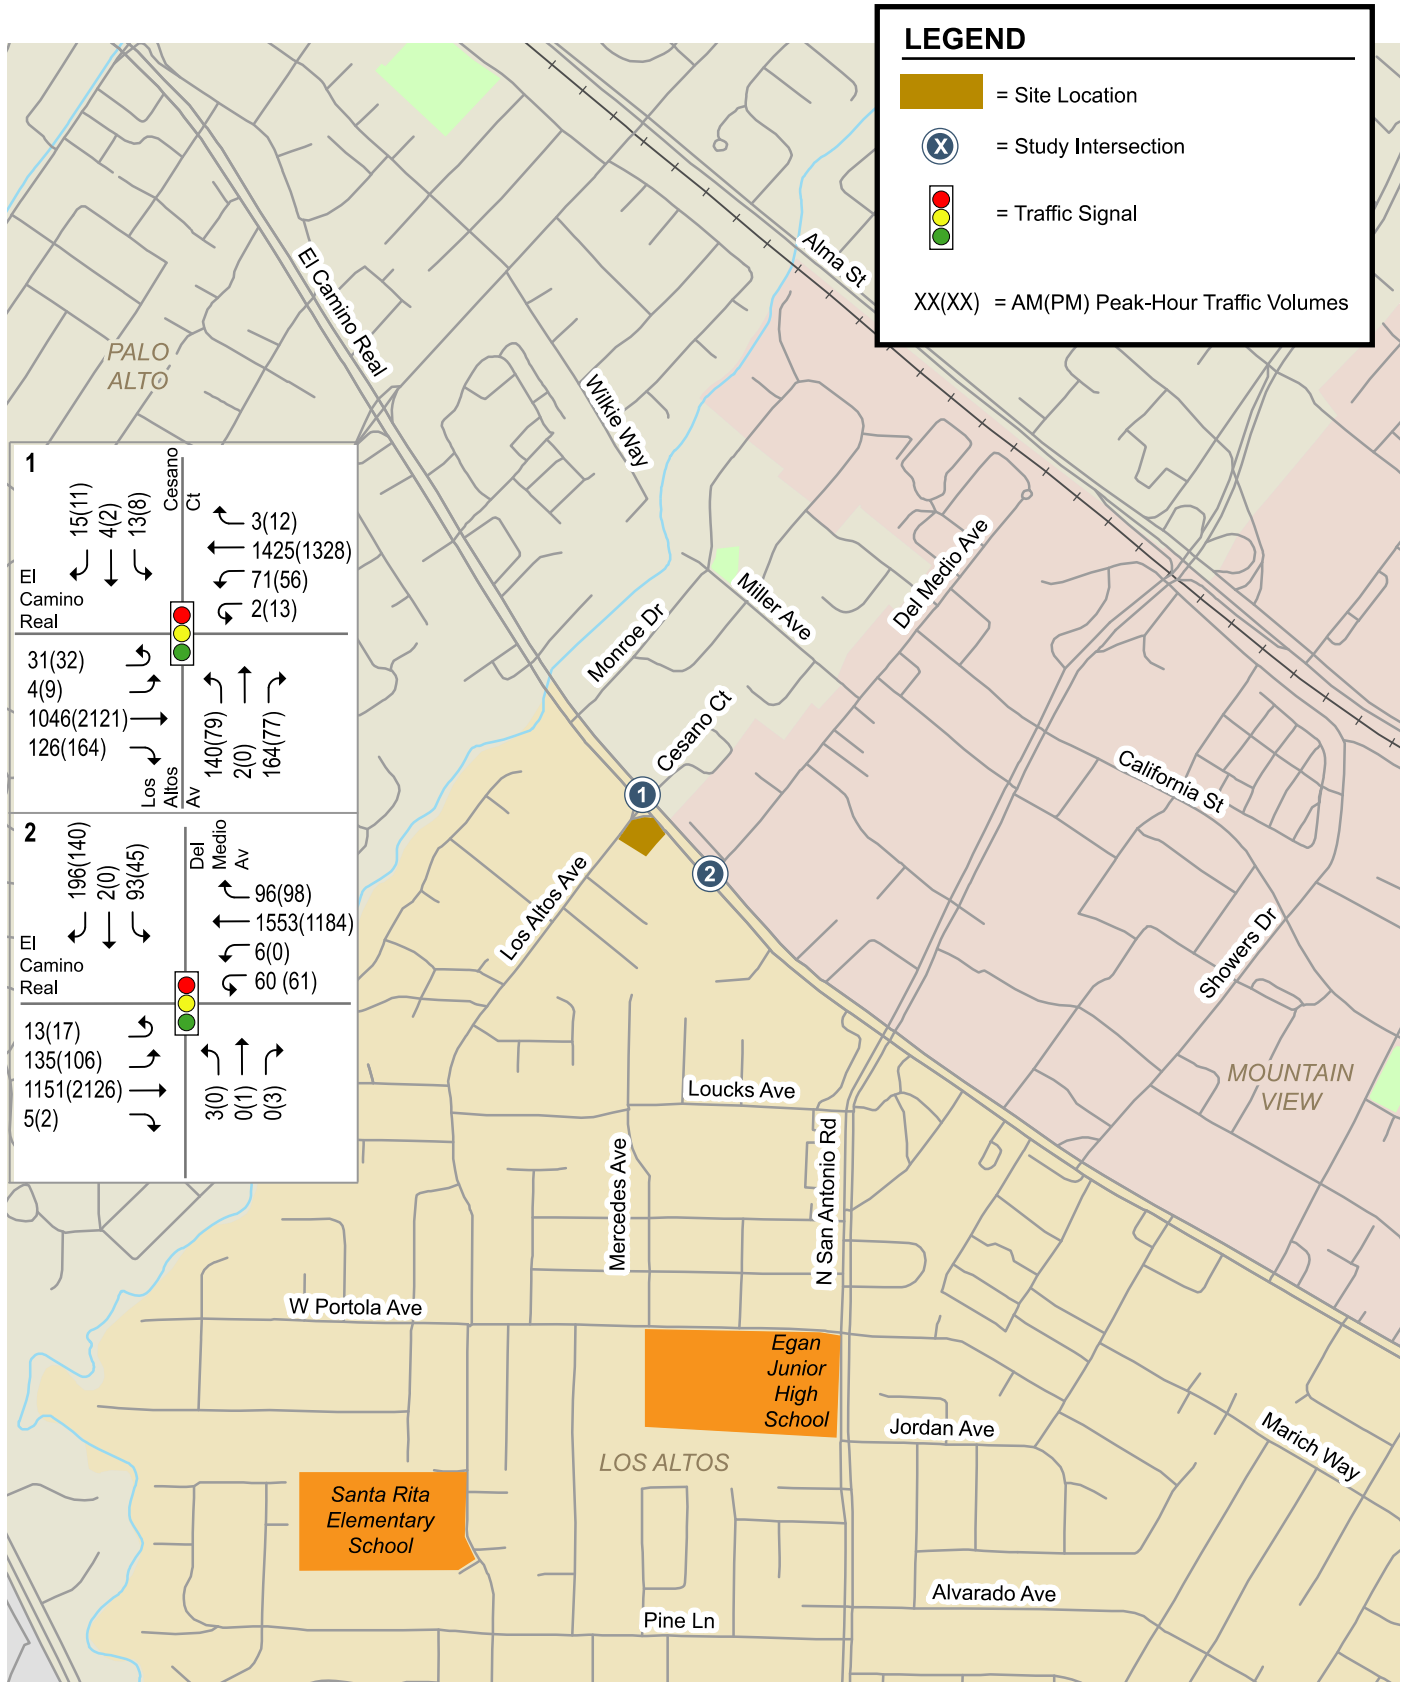 LEGEND
= Site Location
X
= Study Intersection
= Traffic Signal
XX(XX) = AM(PM) Peak-Hour Traffic Volumes
Alma St
El Camino Real
PALO
ALTO
Wilkie Way
1
Cesano
Ct
15(11)
4(2)
13(8)
3(12)
1425(1328)
71(56)
2(13)
El
Camino
Real
31(32)
4(9)
1046(2121)
126(164)
140(79)
2(0)
164(77)
Los
Altos
Av
2
Del
Medio
Av
196(140)
2(0)
93(45)
96(98)
1553(1184)
6(0)
60 (61)
El
Camino
Real
13(17)
135(106)
1151(2126)
5(2)
3(0)
0(1)
0(3)
Del Medio Ave
Miller Ave
Monroe Dr
Cesano Ct
California St
1
2
Los Altos Ave
Showers Dr
MOUNTAIN
VIEW
Loucks Ave
Mercedes Ave
N San Antonio Rd
W Portola Ave
Egan
Junior
High
School
Jordan Ave
Marich Way
LOS ALTOS
Santa Rita
Elementary
School
Alvarado Ave
Pine Ln